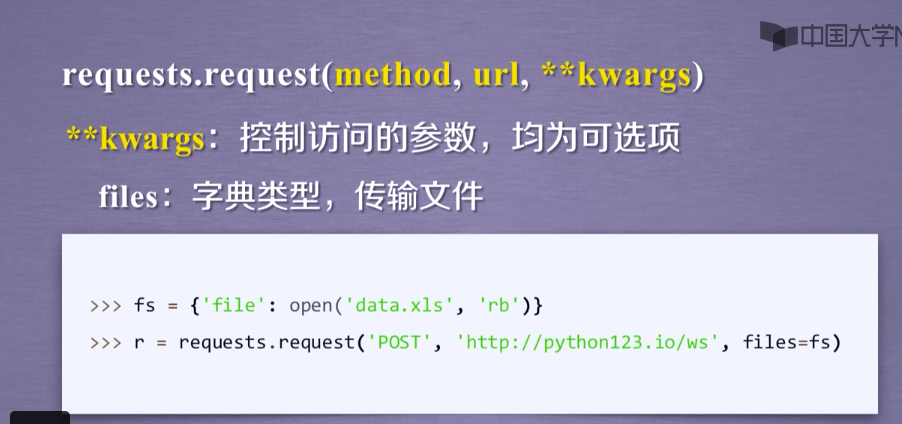 中国大学
requests.request(method, url, **kwargs)
**kwargs：控制访问的参数，均为可选项
files：字典类型，传输文件
>>> fs = {'file': open('data.xls', 'rb')}
>>> r = requests.request('POST', 'http://python123.io/ws', files=fs)